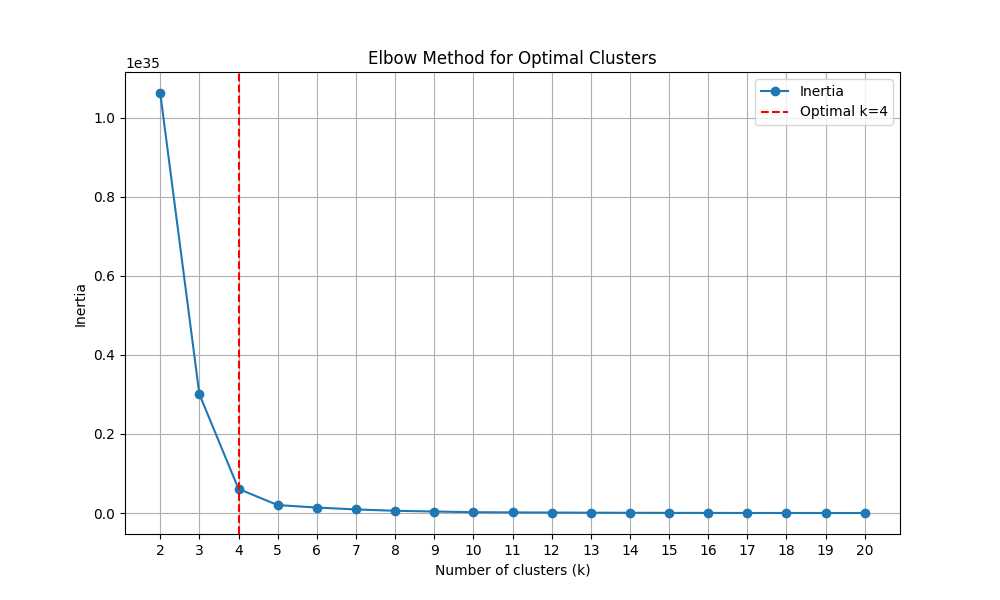 Elbow Method for Optimal Clusters
1e35
Inertia
Optimal k=4
1.0
0.8
0.6
0.4
0.2
0.0
Inertia
2 3 4 5 6 7 8 9 10 11 12 13 14 15 16 17 18 19 20
Number of clusters (k)